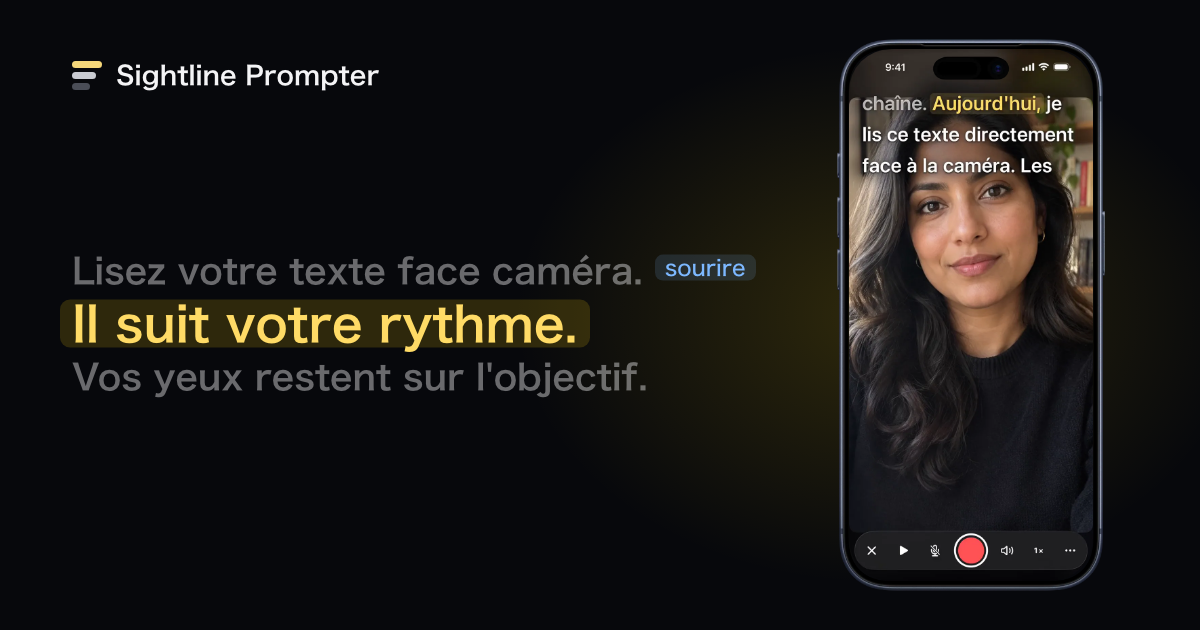 Sightline Prompter
Lisez votre texte face caméra. sourire
Il suit votre rythme.
Vos yeux restent sur l'objectif.
9:41
chaîne. Aujourd'hui, je
lis ce texte directement
face à la caméra. Les
1×